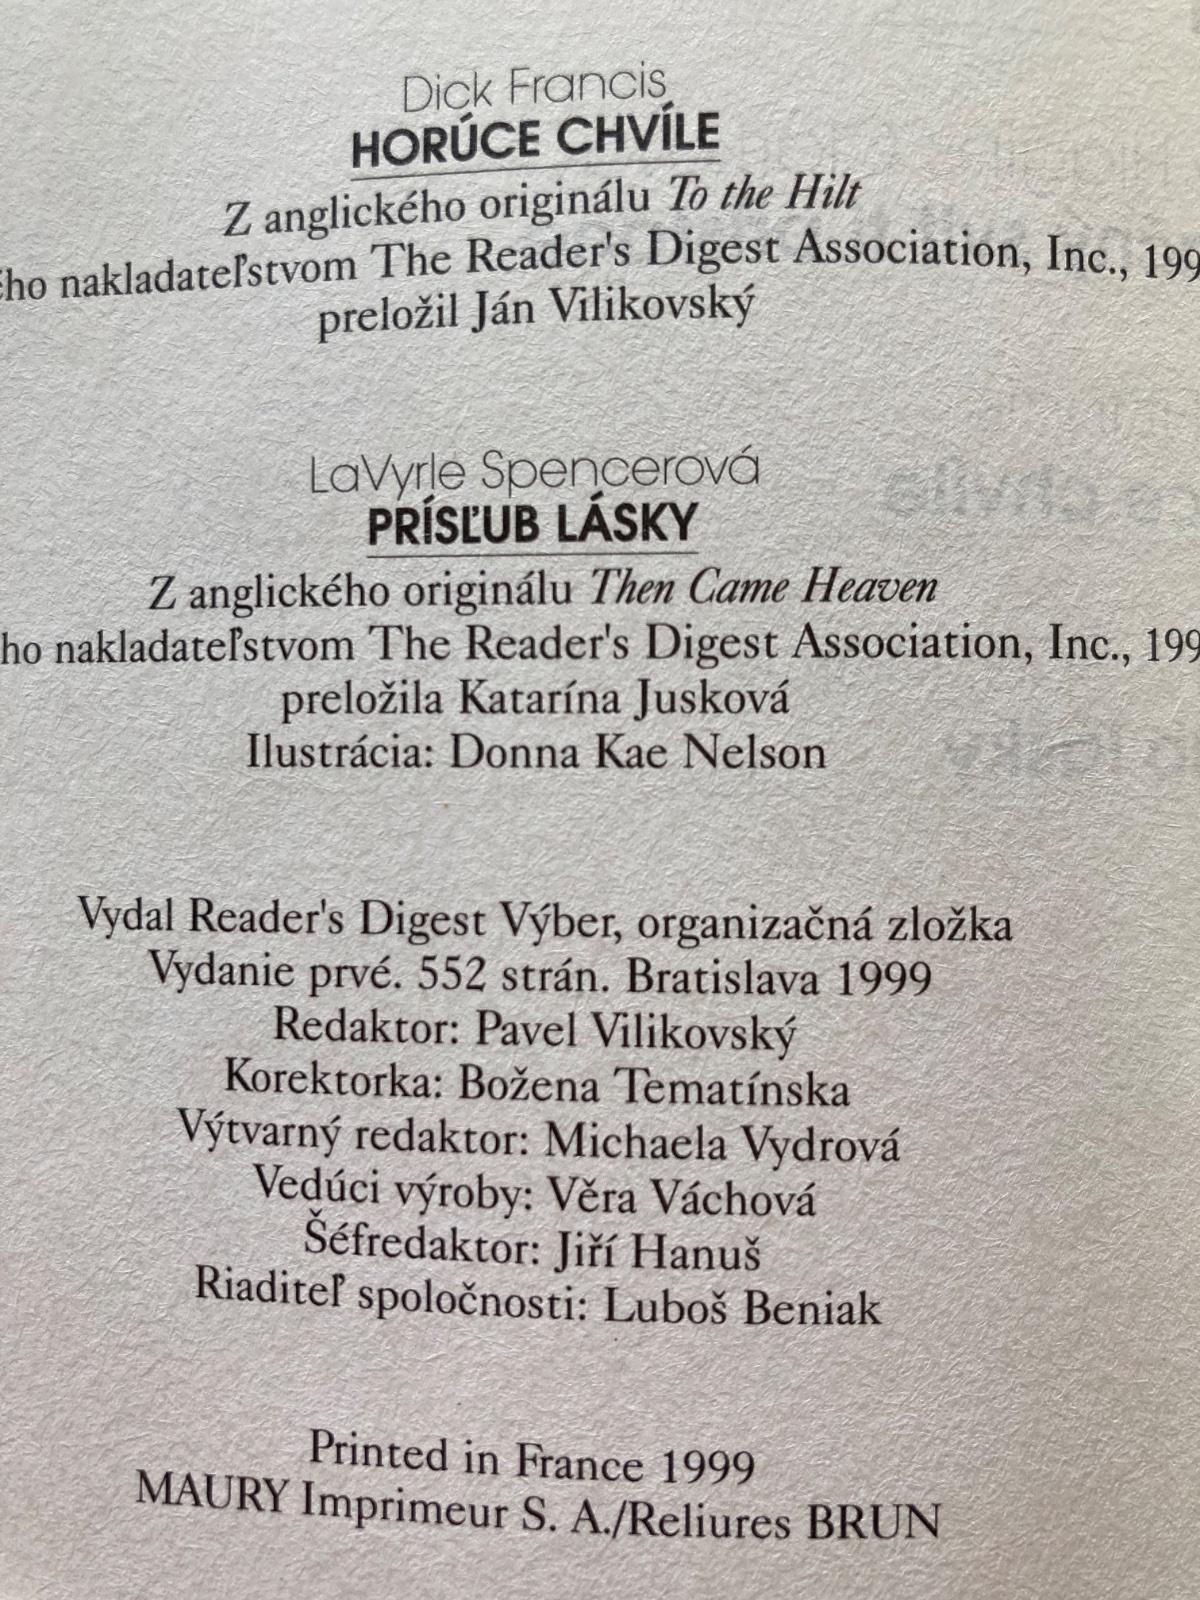 Dick Francis
HORÚCE CHVÍLE
Z anglického originálu To the Hilt
nakladateľstvom The Reader's Digest Association, Inc.,
preložil Ján Vilikovský
LaVyrle Spencerová
PRÍSĽUB LÁSKY
Z anglického originálu Then Came Heaven
nakladateľstvom The Reader's Digest Association, Inc.,
preložila Katarína Jusková
Ilustrácia: Donna Kae Nelson
Vydal Reader's Digest Výber, organizačná zložka
Vydanie prvé. 552 strán. Bratislava 1999
Redaktor: Pavel Vilikovský
Korektorka: Božena Tematínska
Výtvarný redaktor: Michaela Vydrová
Vedúci výroby: Věra Váchová
Šéfredaktor: Jiří Hanuš
Riaditeľ spoločnosti: Luboš Beniak
Printed in France 1999
MAURY Imprimeur S. A./Reliures BRUN